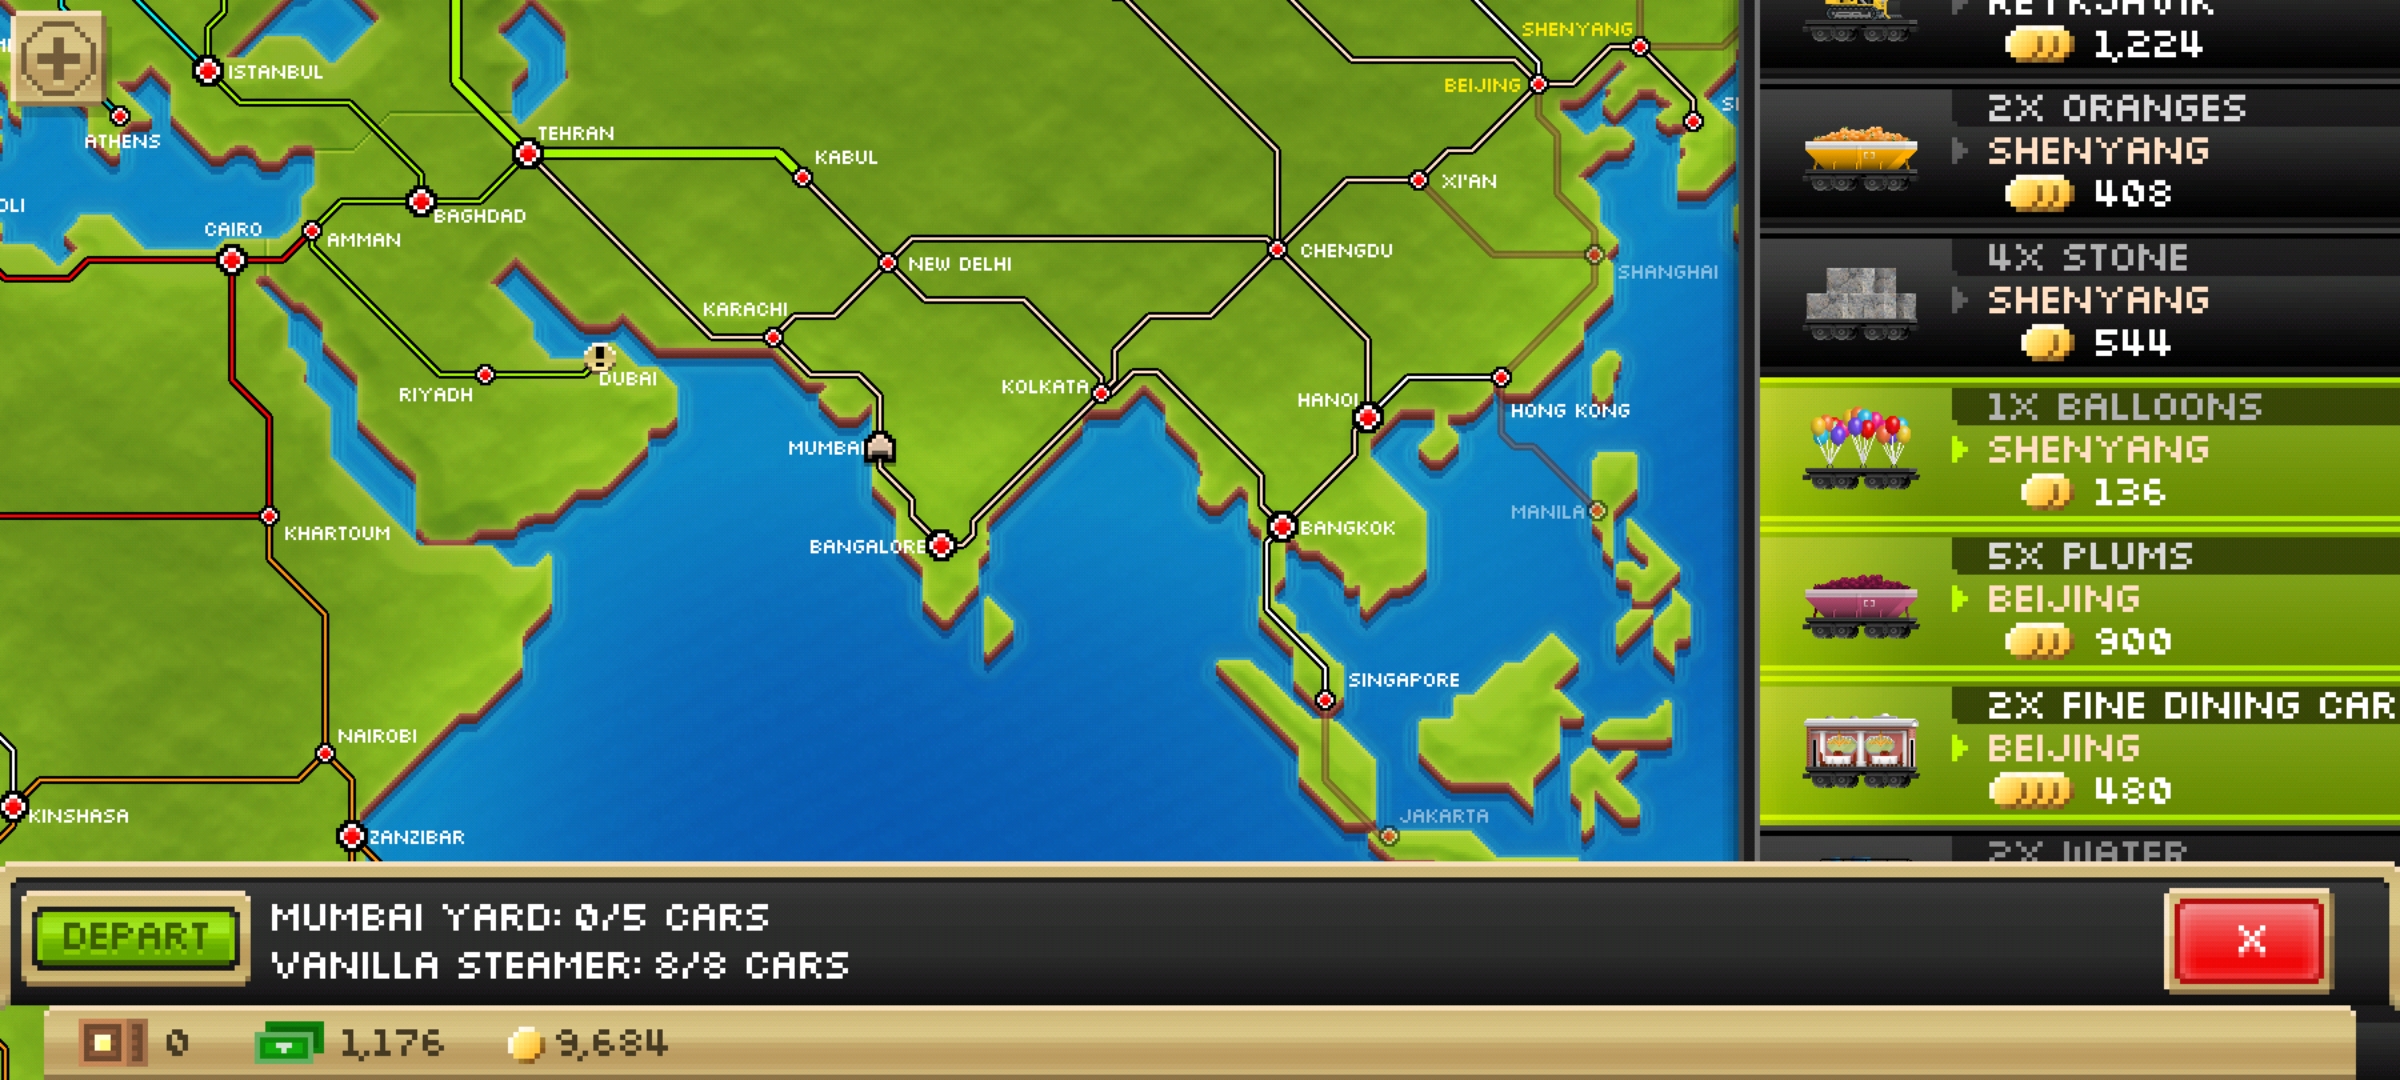 SHENYANG
BEIJING
ISTANBUL
ATHENS
TEHRAN
KABUL
XI'AN
BAGHDAD
CAIRO
AMMAN
NEW DELHI
CHENGDU
SHANGHAI
KARACHI
DUBAI
RIYADH
KOLKATA
HANOI
HONG KONG
MUMBAI
MANILA
BANGKOK
KHARTOUM
BANGALORE
SINGAPORE
NAIROBI
JAKARTA
KINSHASA
ZANZIBAR
REYKJAVIK
1,224
2X ORANGES
SHENYANG
408
4X STONE
SHENYANG
544
1X BALLOONS
SHENYANG
136
5X PLUMS
BEIJING
900
2X FINE DINING CAR
BEIJING
480
2X WATER
DEPART
MUMBAI YARD: 0/5 CARS
VANILLA STEAMER: 8/8 CARS
X
0
1,176
9,684